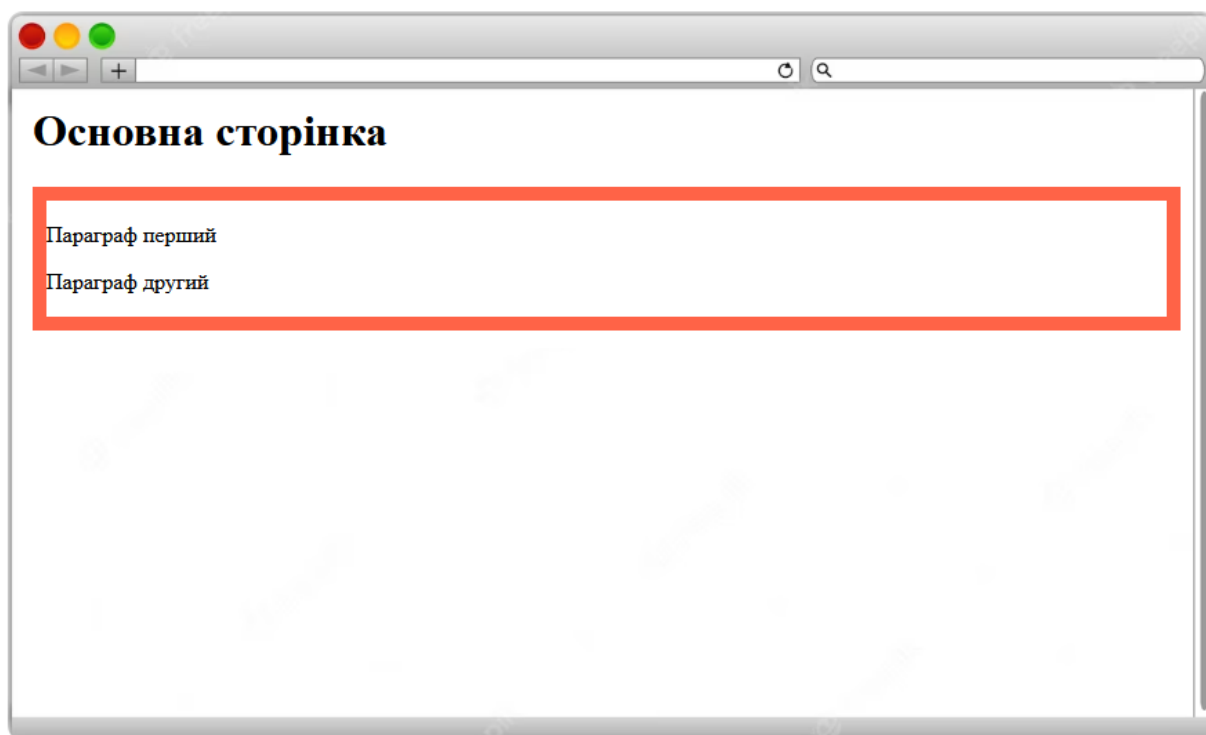 Основна сторінка
Параграф перший
Параграф другий